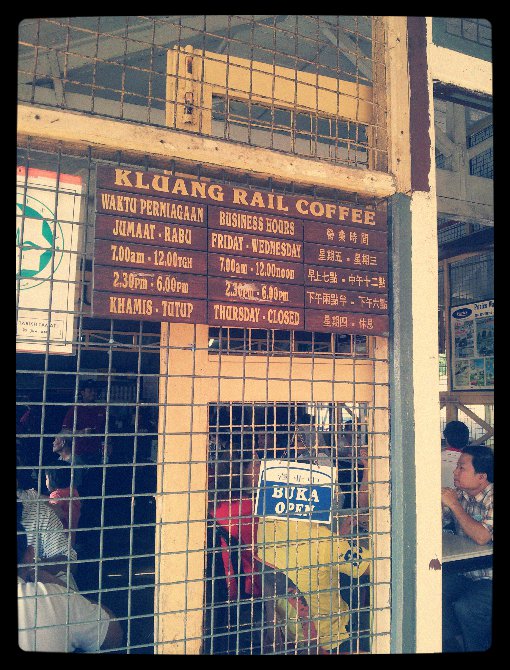 KLUANG RAIL COFFEE
WAKTU PERNIAGAAN
JUMAAT - RABU
7.00am - 12.00TGH
2.30PM - 6.00PM
KHAMIS - TUTUP
BUSINESS HOURS
FRIDAY - WEDNESDAY
7.00am - 12.00noon
2.30pm - 6.00pm
THURSDAY - CLOSED
營業時間
星期五 - 星期三
早上七點 - 中午十二點
下午兩點半 - 下午六點
星期四 - 休息
BUKA
OPEN